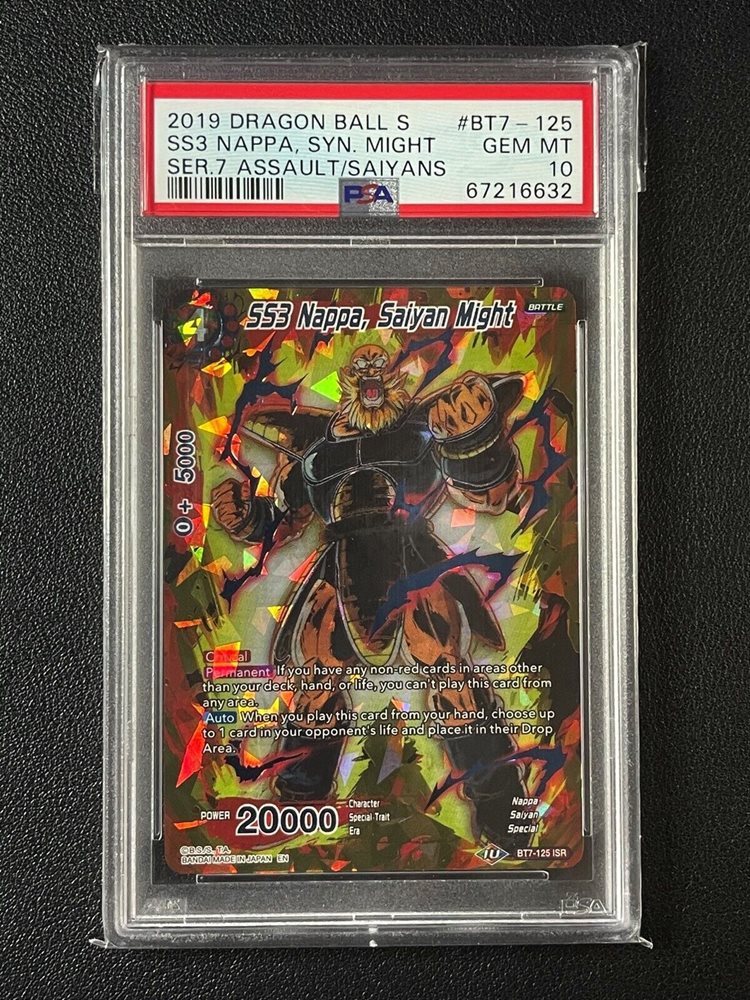 2019 DRAGON BALL S #BT7-125
SS3 NAPPA, SYN. MIGHT GEM MT
SER.7 ASSAULT/SAIYANS 10
PSA 67216632
4
SS3 Nappa, Saiyan Might BATTLE
0+ 5000
Critical
Permanent If you have any non-red cards in areas other
than your deck, hand, or life, you can't play this card from
any area.
Auto When you play this card from your hand, choose up
to 1 card in your opponent's life and place it in their Drop
Area.
POWER 20000
Character Nappa
Special Trait Saiyan
Era Special
©B.S./S., T.A.
BANDAI MADE IN JAPAN EN
IU BT7-125 ISR
PSA